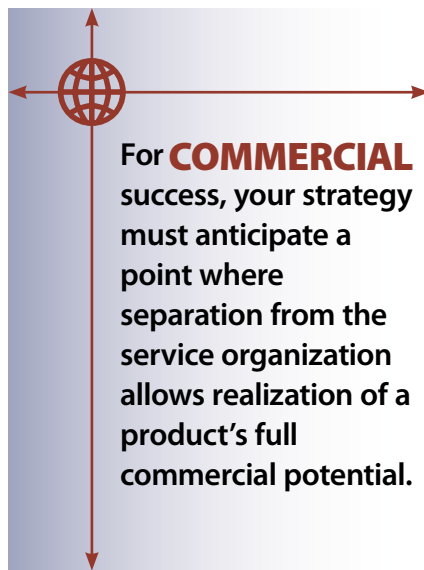 For COMMERCIAL
success, your strategy
must anticipate a
point where
separation from the
service organization
allows realization of a
product’s full
commercial potential.